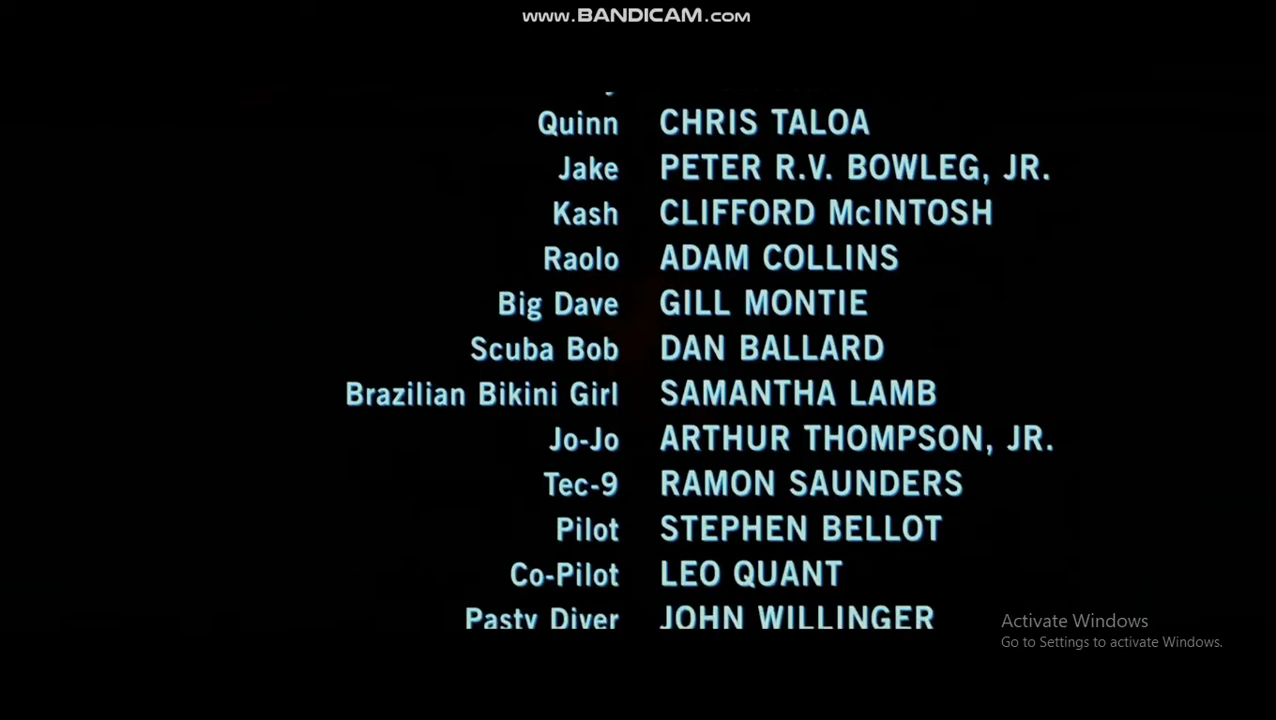 www.BANDICAM.com
Quinn CHRIS TALOA
Jake PETER R.V. BOWLEG, JR.
Kash CLIFFORD McINTOSH
Raolo ADAM COLLINS
Big Dave GILL MONTIE
Scuba Bob DAN BALLARD
Brazilian Bikini Girl SAMANTHA LAMB
Jo-Jo ARTHUR THOMPSON, JR.
Tec-9 RAMON SAUNDERS
Pilot STEPHEN BELLOT
Co-Pilot LEO QUANT
Pasty Diver JOHN WILLINGER
Activate Windows
Go to Settings to activate Windows.